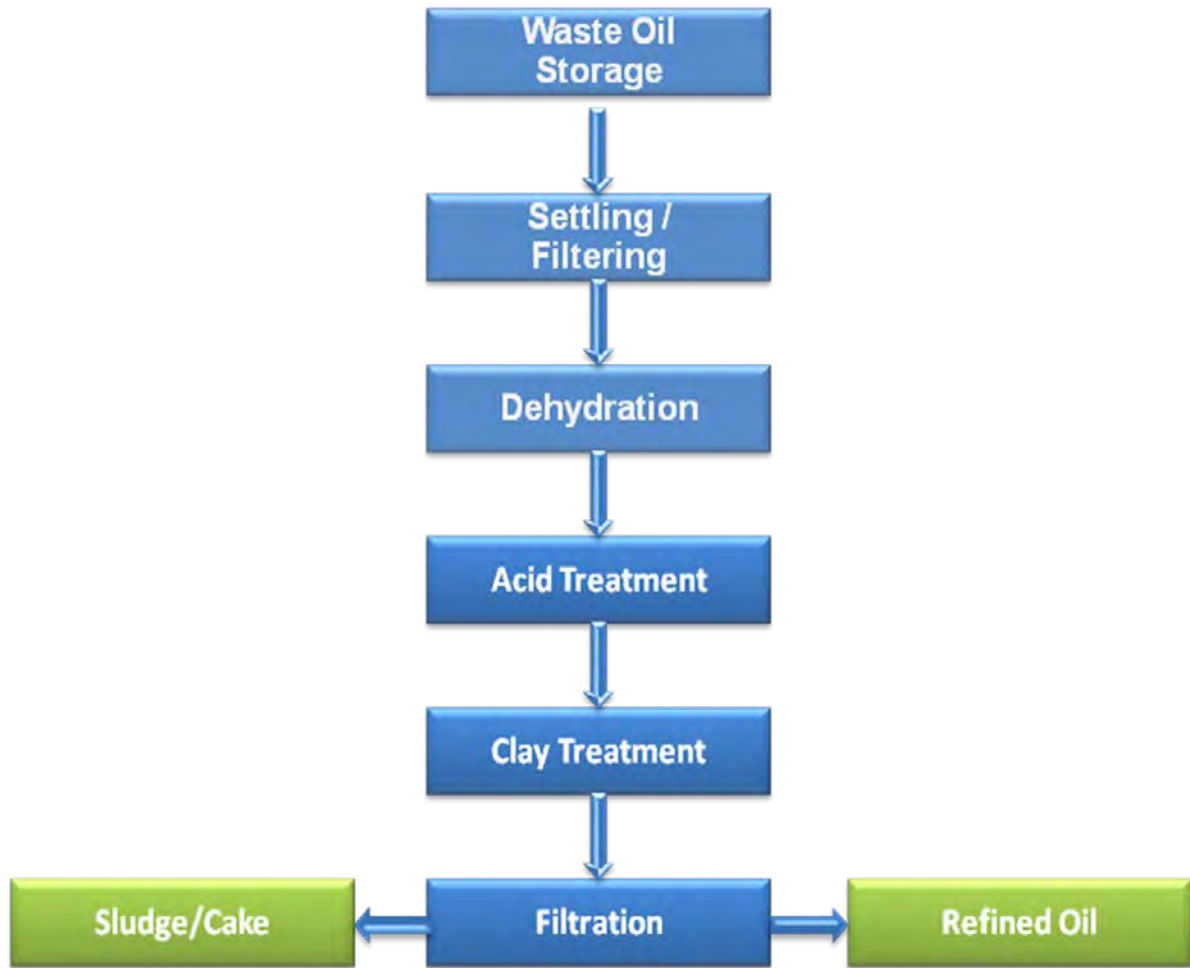 Waste Oil
Storage
Settling /
Filtering
Dehydration
Acid Treatment
Clay Treatment
Sludge/Cake
Filtration
Refined Oil